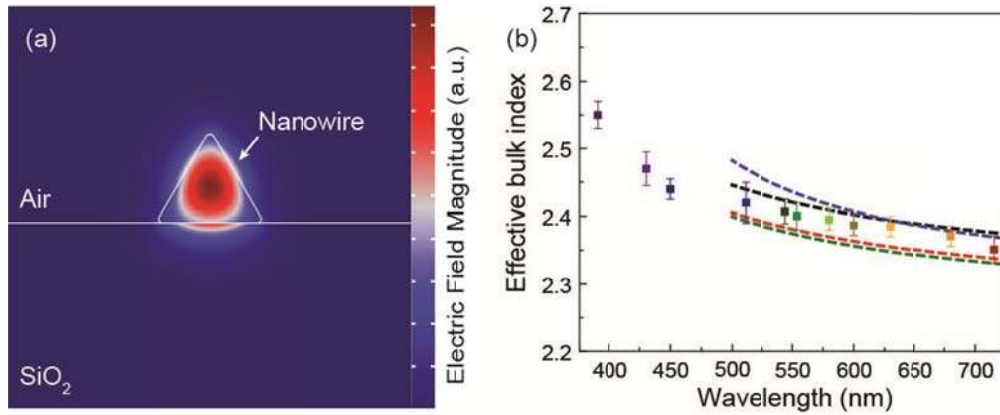 (a)
Nanowire
Air
SiO₂
Electric Field Magnitude (a.u.)
(b)
Effective bulk index
2.7
2.6
2.5
2.4
2.3
2.2
400
450
500
550
600
650
700
Wavelength (nm)